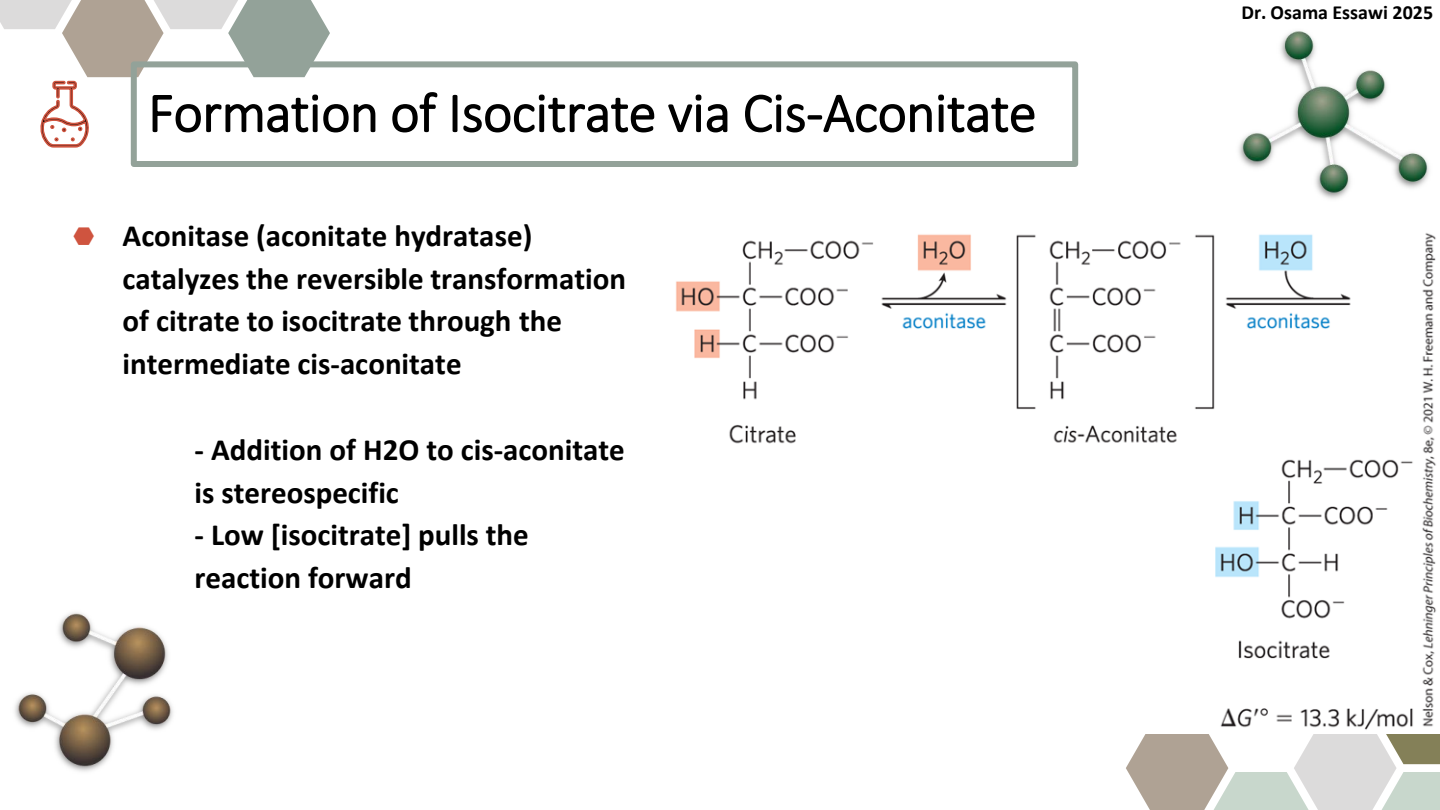 Dr. Osama Essawi 2025
Formation of Isocitrate via Cis-Aconitate
Aconitase (aconitate hydratase)
catalyzes the reversible transformation
of citrate to isocitrate through the
intermediate cis-aconitate
- Addition of H2O to cis-aconitate
is stereospecific
- Low [isocitrate] pulls the
reaction forward
CH₂—COO⁻
HO—C—COO⁻
H—C—COO⁻
H
Citrate
H₂O
aconitase
CH₂—COO⁻
C—COO⁻
C—COO⁻
H
cis-Aconitate
H₂O
aconitase
CH₂—COO⁻
H—C—COO⁻
HO—C—H
COO⁻
Isocitrate
ΔG′° = 13.3 kJ/mol
Nelson & Cox, Lehninger Principles of Biochemistry, 8e, © 2021 W. H. Freeman and Company